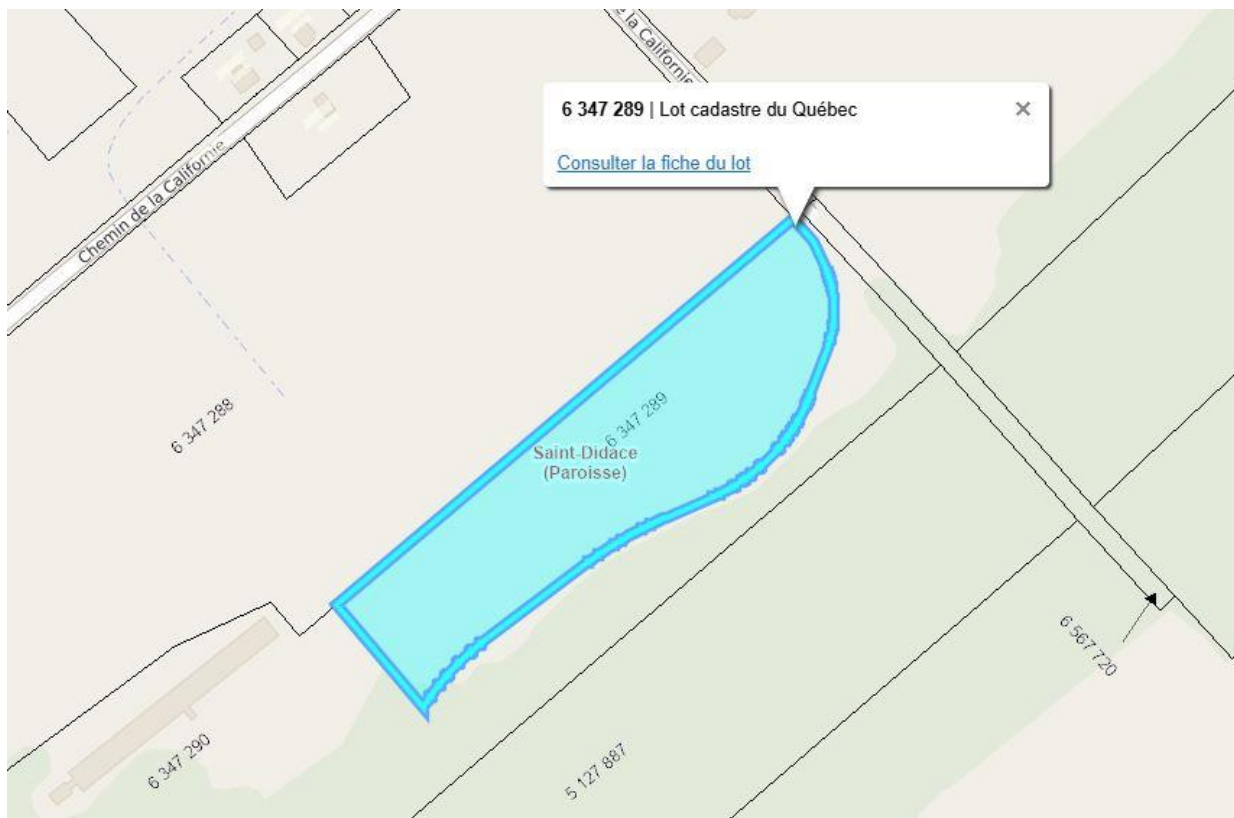 de la Californie
6 347 289 | Lot cadastre du Québec
×
Consulter la fiche du lot
Chemin de la Californie
6 347 288
6 347 289
Saint-Didace
(Paroisse)
6 567 720
6 347 290
5 127 887